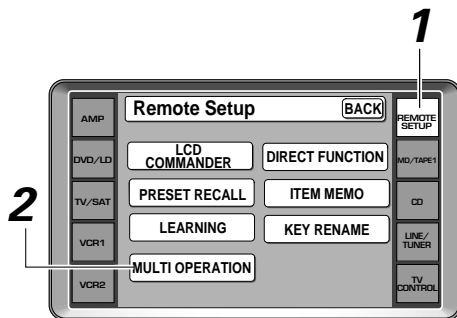 1
Remote Setup BACK
AMP
DVD/LD
TV/SAT
VCR1
VCR2
LCD
COMMANDER
DIRECT FUNCTION
PRESET RECALL
ITEM MEMO
LEARNING
KEY RENAME
MULTI OPERATION
REMOTE
SETUP
MD/TAPE1
CD
LINE/
TUNER
TV
CONTROL
2